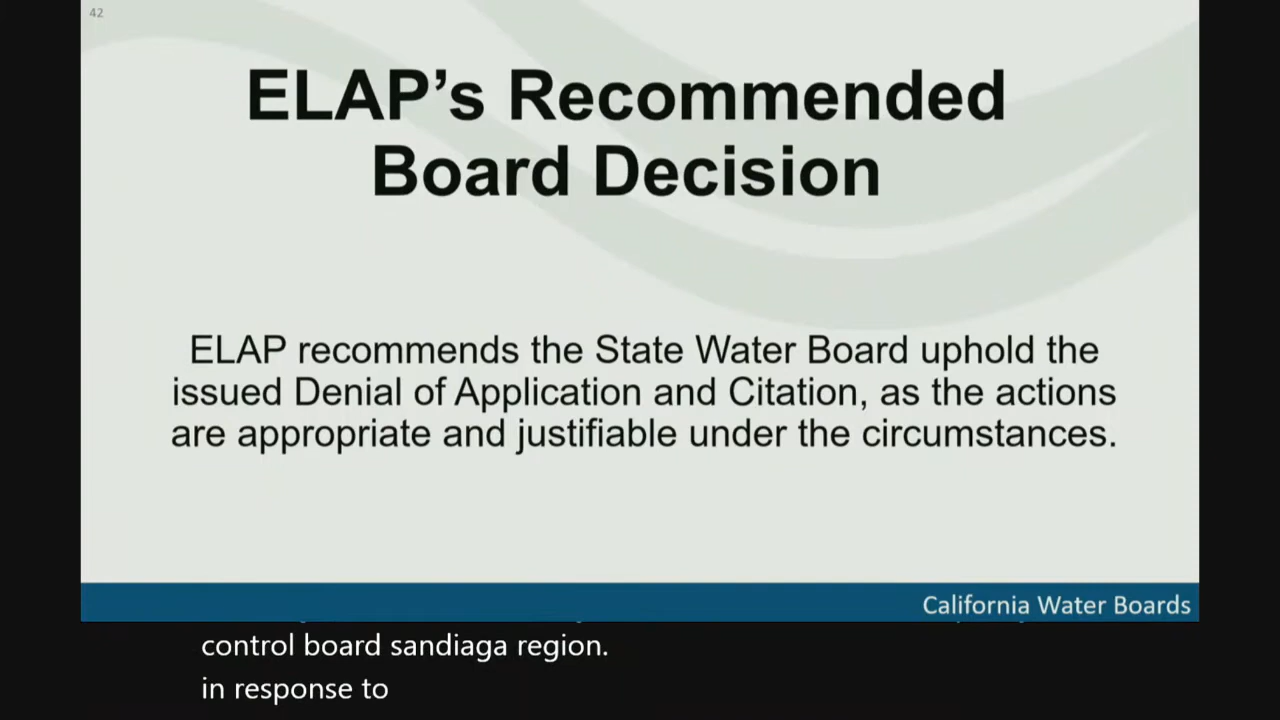 42
ELAP's Recommended
Board Decision
ELAP recommends the State Water Board uphold the
issued Denial of Application and Citation, as the actions
are appropriate and justifiable under the circumstances.
California Water Boards
control board sandiaga region.
in response to